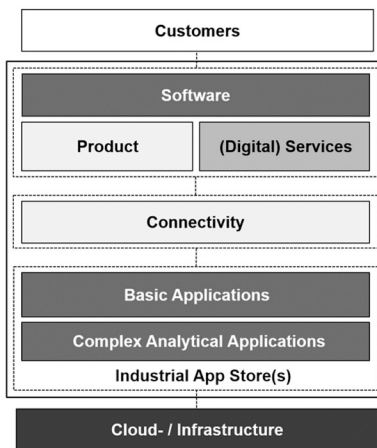 Customers
Software
Product
(Digital) Services
Connectivity
Basic Applications
Complex Analytical Applications
Industrial App Store(s)
Cloud- / Infrastructure